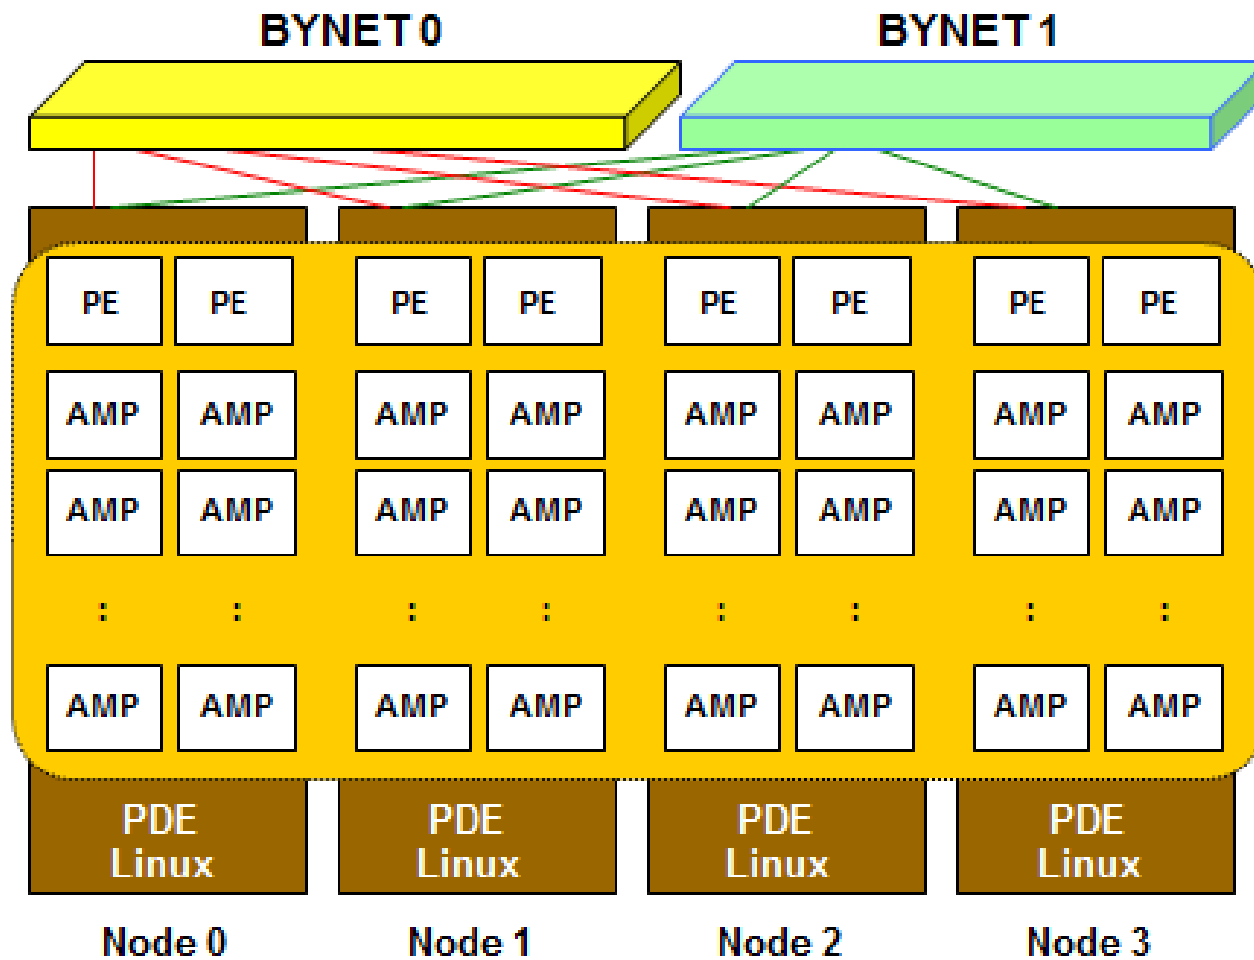 BYNET 0 BYNET 1
PE PE PE PE PE PE PE PE
AMP AMP AMP AMP AMP AMP AMP AMP
AMP AMP AMP AMP AMP AMP AMP AMP
: : : : : : : :
AMP AMP AMP AMP AMP AMP AMP AMP
PDE PDE PDE PDE
Linux Linux Linux Linux
Node 0 Node 1 Node 2 Node 3